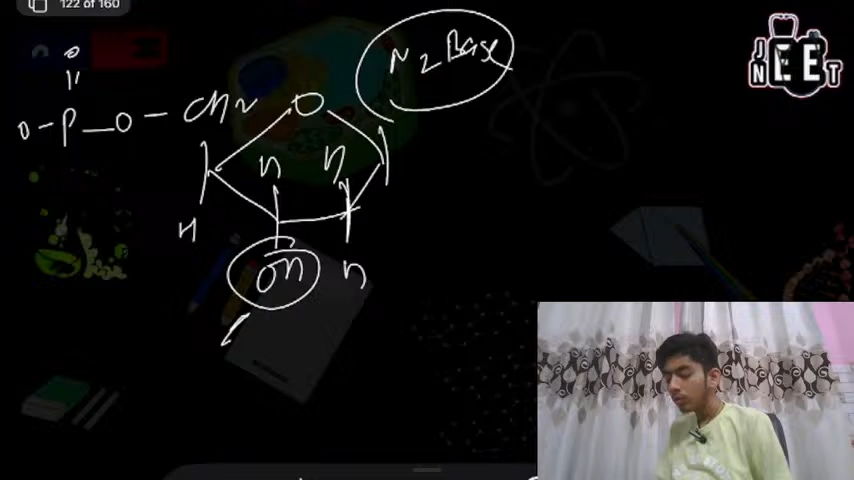 122 of 160
J NEET
N2 Base
O
O-P-O-CH2 O
H H
H
OH H